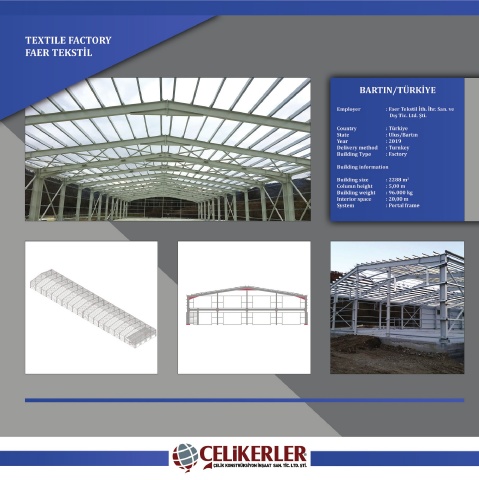 TEXTILE FACTORY
FAER TEKSTİL
BARTIN/TÜRKİYE
Employer : Faer Tekstil İth. İhr. San. ve
Dış Tic. Ltd. Şti.
Country : Türkiye
State : Ulus/Bartın
Year : 2019
Delivery method : Turnkey
Building Type : Factory
Building information
Building size : 2288 m²
Column height : 5,00 m
Building weight : 96.000 kg
Interior space : 20,00 m
System : Portal frame
ÇELİKERLER
ÇELİK KONSTRÜKSİYON İNŞAAT SAN. TİC. LTD. ŞTİ.